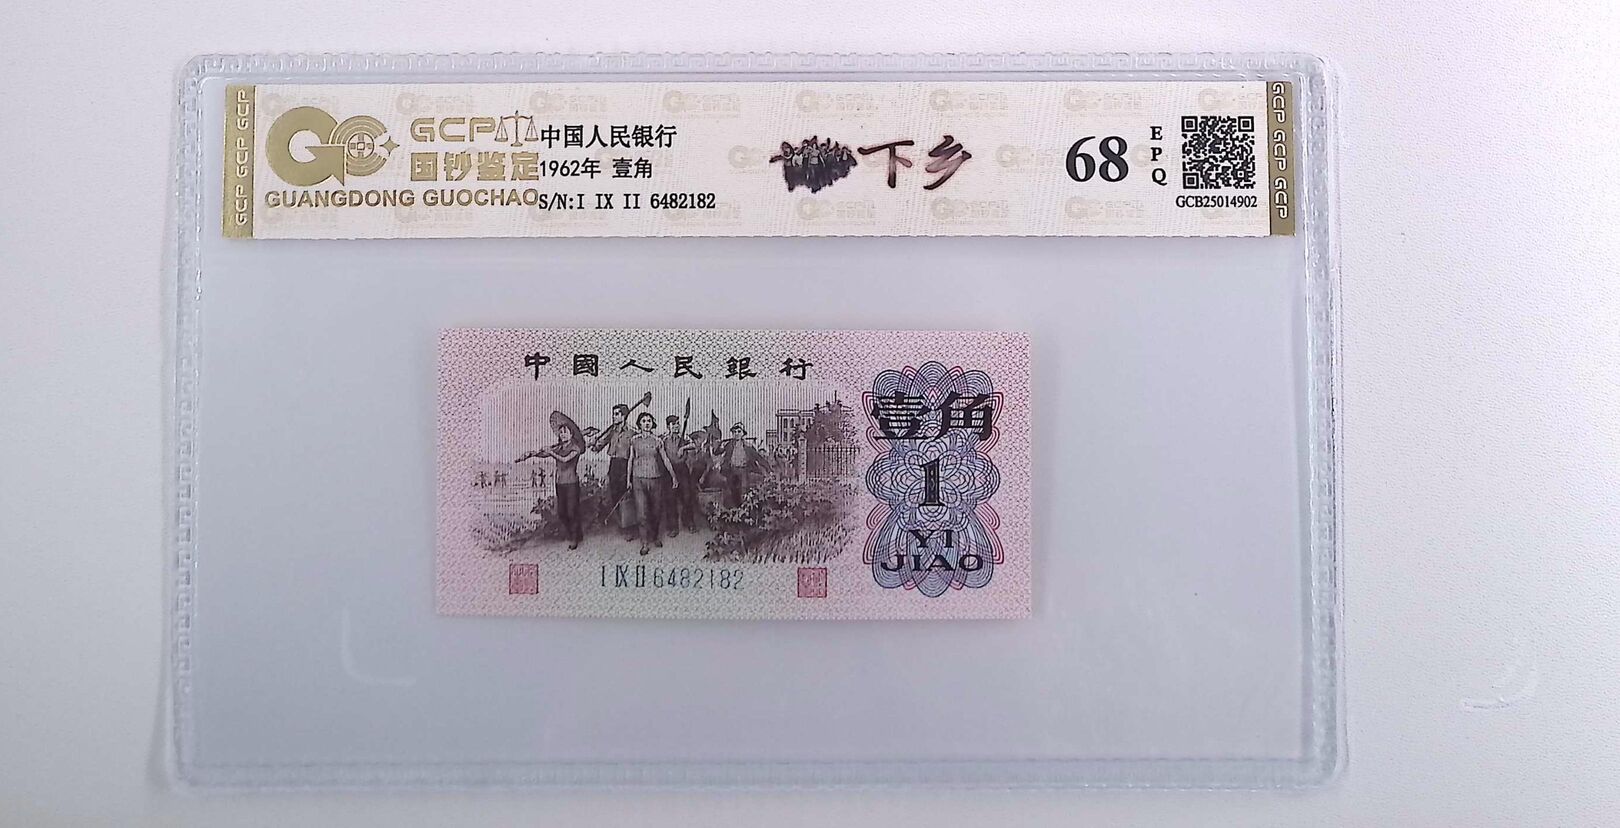 GCP GCP GCP
GCP
国钞鉴定
GUANGDONG GUOCHAO
中国人民银行
1962年 壹角
S/N:I IX II 6482182
下乡
68
EPQ
GCB25014902
GCP GCP GCP
中國人民銀行
壹角
1
YI
JIAO
I IX II 6482182